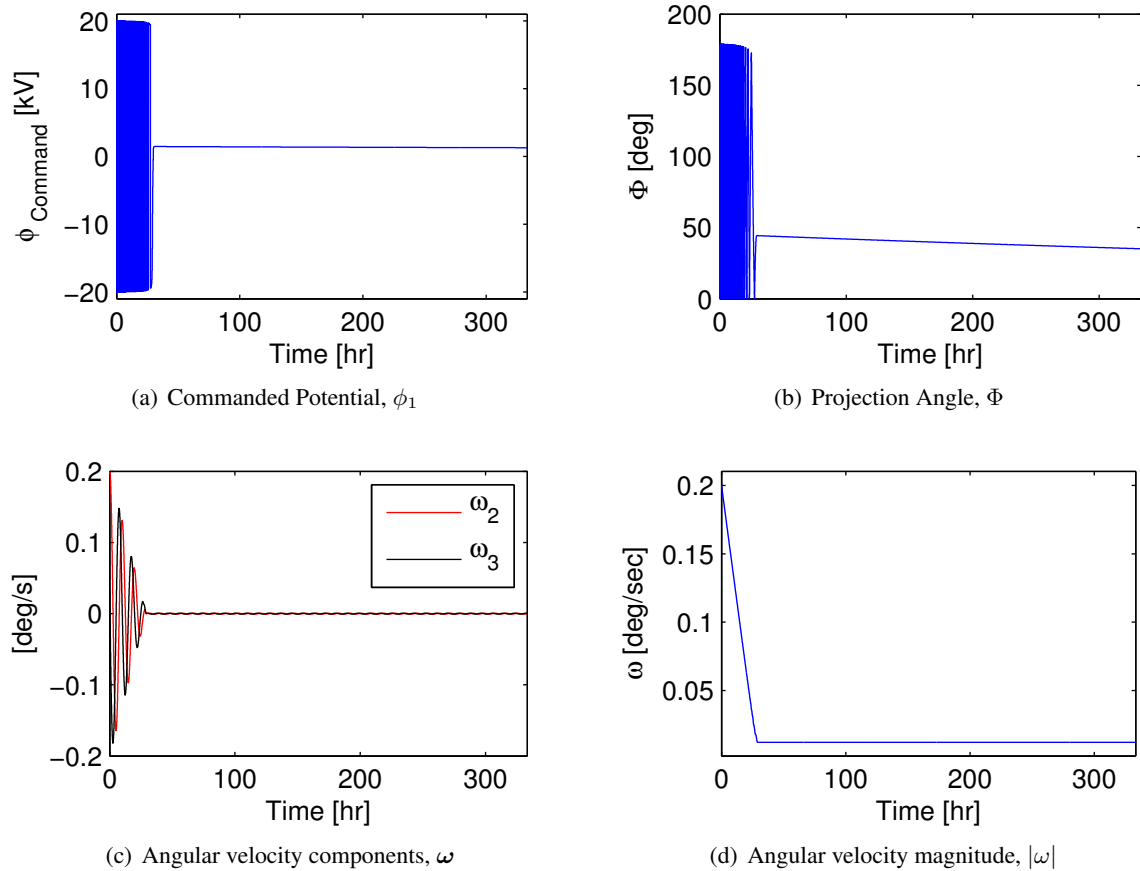 20
10
0
−10
−20
ϕ Command [kV]
0 100 200 300
Time [hr]
(a) Commanded Potential, ϕ1
200
150
100
50
0
Φ [deg]
0 100 200 300
Time [hr]
(b) Projection Angle, Φ
0.2
0.1
0
−0.1
−0.2
[deg/s]
ω2
ω3
0 100 200 300
Time [hr]
(c) Angular velocity components, ω
0.2
0.15
0.1
0.05
ω [deg/sec]
0 100 200 300
Time [hr]
(d) Angular velocity magnitude, |ω|